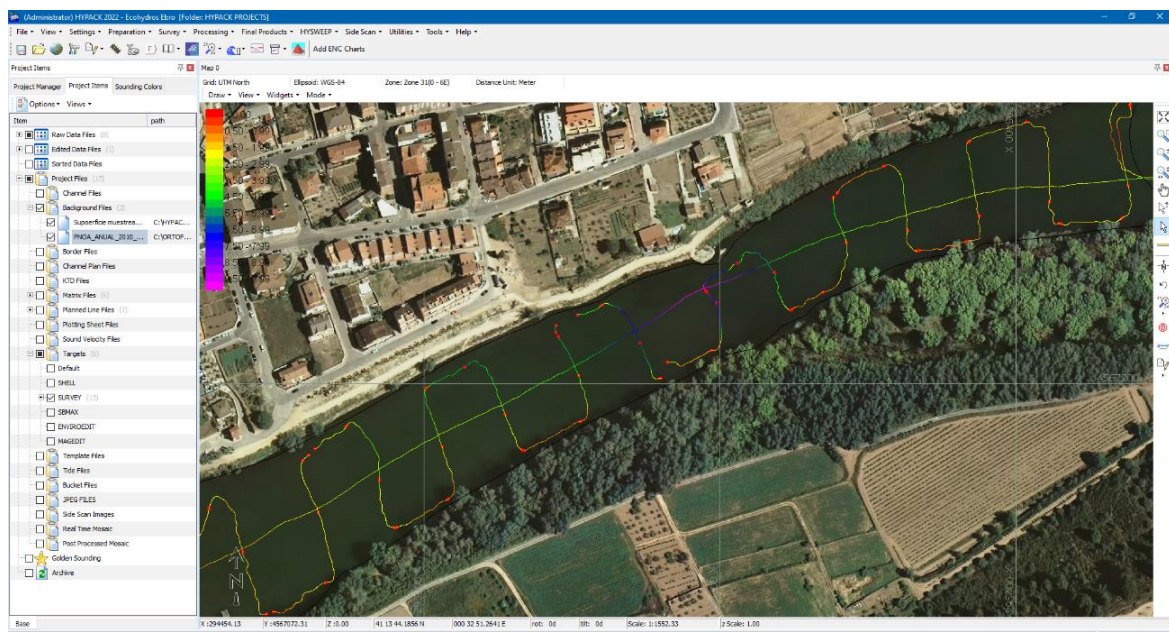 (Administrator) HYPACK 2022 - Ecohydros Ebro [Folder: HYPACK PROJECTS]
File View Settings Preparation Survey Processing Final Products HYSWEEP Side Scan Utilities Tools Help
Add ENC Charts
Project Items
Map 0
Project Manager Project Items Sounding Colors
Grid: UTM North Ellipsoid: WGS-84 Zone: Zone 31(0 - 6E) Distance Unit: Meter
Options Views
Draw View Widgets Mode
Item path
Raw Data Files
Edited Data Files (1)
Sorted Data Files
Project Files (17)
Channel Files
Background Files (2)
Superficie muestrea... C:\HYPAC...
PNOA_ANUAL_2010_... C:\ORTOF...
Border Files
Channel Plan Files
KTD Files
Matrix Files
Planned Line Files (1)
Plotting Sheet Files
Sound Velocity Files
Targets
Default
SHELL
SURVEY (13)
SBMAX
ENVIROEDIT
MAGEDIT
Template Files
Tide Files
Bucket Files
JPEG FILES
Side Scan Images
Real Time Mosaic
Post Processed Mosaic
Golden Sounding
Archive
N
Base
X :294454.13 Y :4567072.31 Z :0.00 41 13 44.1856 N 000 32 51.2641 E rot: 0d tilt: 0d Scale: 1:1552.33 z Scale: 1.00